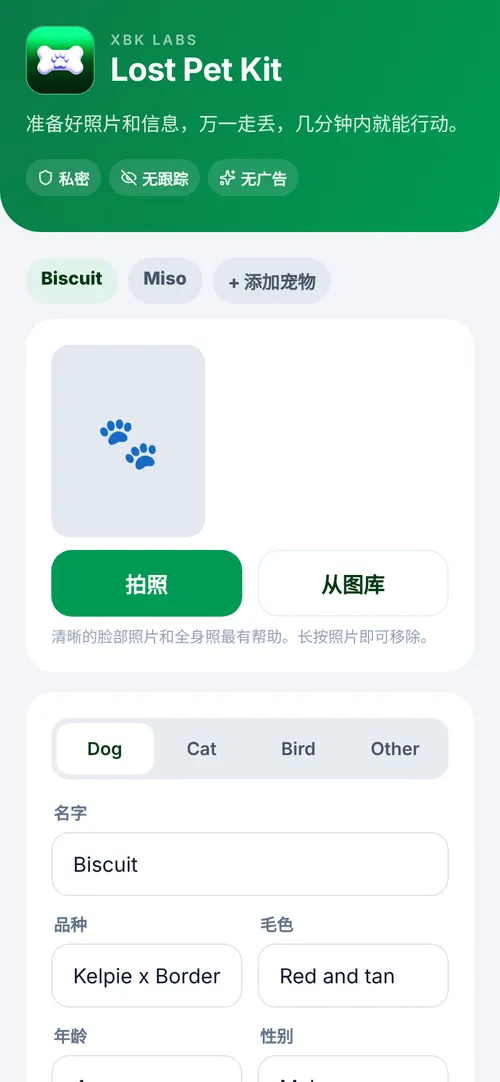 XBK LABS
Lost Pet Kit
准备好照片和信息，万一走丢，几分钟内就能行动。
私密 无跟踪 无广告
Biscuit Miso + 添加宠物
拍照 从图库
清晰的脸部照片和全身照最有帮助。长按照片即可移除。
Dog Cat Bird Other
名字
Biscuit
品种 毛色
Kelpie x Border Red and tan
年龄 性别